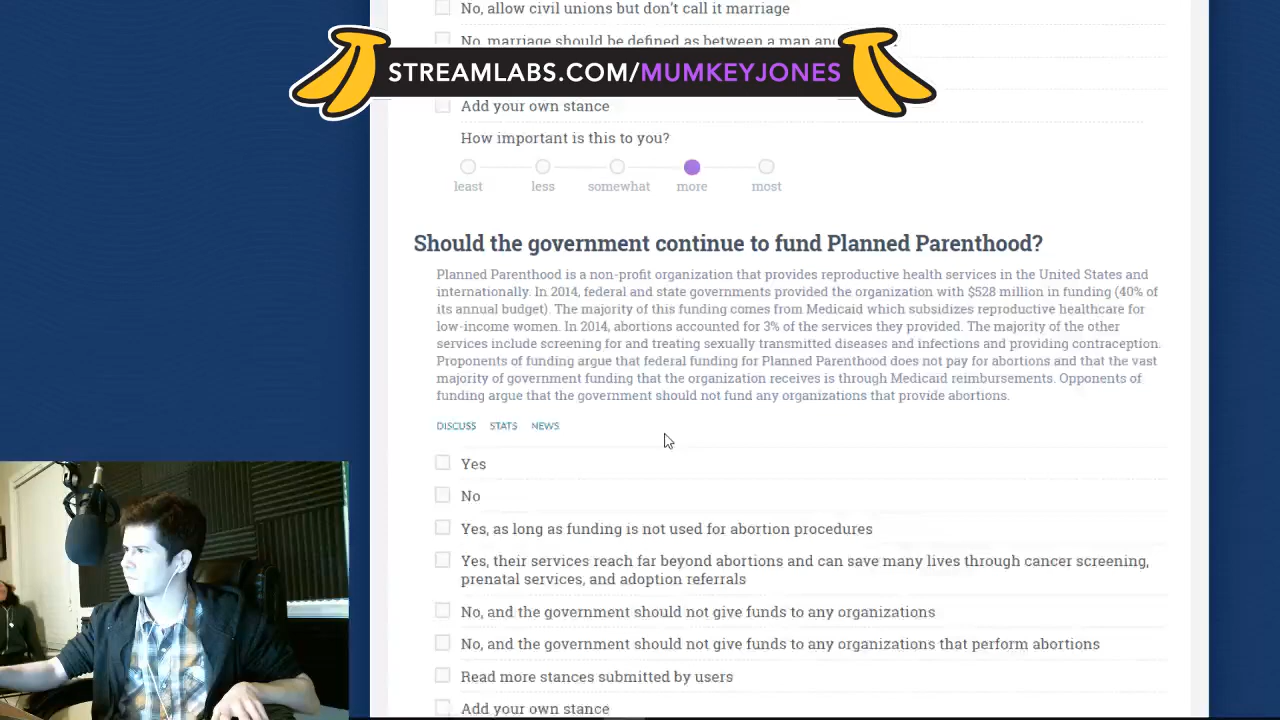 No, allow civil unions but don't call it marriage
No, marriage should be defined as between a man an
STREAMLABS.COM/MUMKEYJONES
Add your own stance
How important is this to you?
least less somewhat more most
Should the government continue to fund Planned Parenthood?
Planned Parenthood is a non-profit organization that provides reproductive health services in the United States and
internationally. In 2014, federal and state governments provided the organization with $528 million in funding (40% of
its annual budget). The majority of this funding comes from Medicaid which subsidizes reproductive healthcare for
low-income women. In 2014, abortions accounted for 3% of the services they provided. The majority of the other
services include screening for and treating sexually transmitted diseases and infections and providing contraception.
Proponents of funding argue that federal funding for Planned Parenthood does not pay for abortions and that the vast
majority of government funding that the organization receives is through Medicaid reimbursements. Opponents of
funding argue that the government should not fund any organizations that provide abortions.
DISCUSS STATS NEWS
Yes
No
Yes, as long as funding is not used for abortion procedures
Yes, their services reach far beyond abortions and can save many lives through cancer screening,
prenatal services, and adoption referrals
No, and the government should not give funds to any organizations
No, and the government should not give funds to any organizations that perform abortions
Read more stances submitted by users
Add your own stance